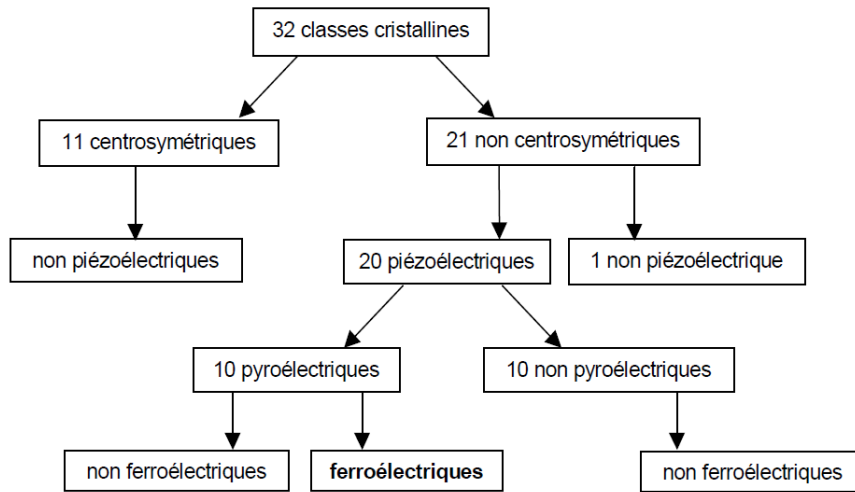 32 classes cristallines
11 centrosymétriques
21 non centrosymétriques
non piézoélectriques
20 piézoélectriques
1 non piézoélectrique
10 pyroélectriques
10 non pyroélectriques
non ferroélectriques
ferroélectriques
non ferroélectriques